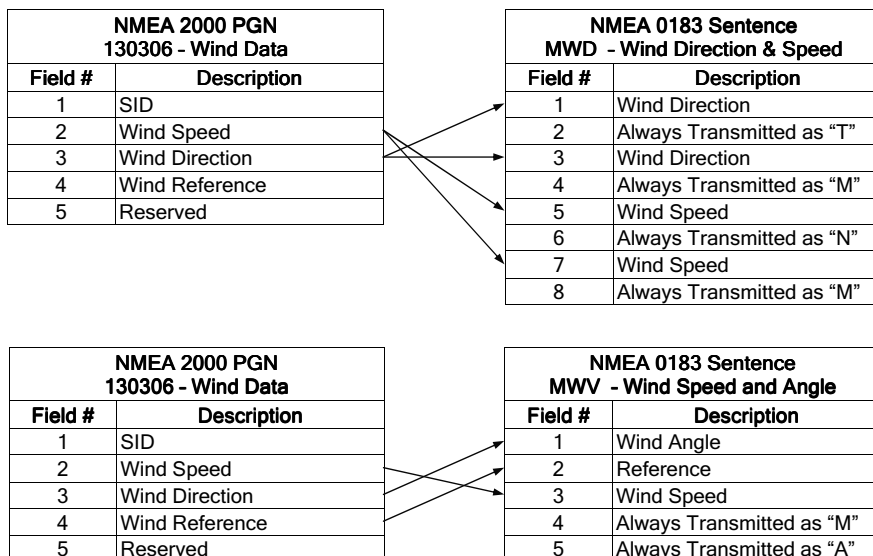 NMEA 2000 PGN
130306 - Wind Data
Field # Description
1 SID
2 Wind Speed
3 Wind Direction
4 Wind Reference
5 Reserved
NMEA 0183 Sentence
MWD - Wind Direction & Speed
Field # Description
1 Wind Direction
2 Always Transmitted as “T”
3 Wind Direction
4 Always Transmitted as “M”
5 Wind Speed
6 Always Transmitted as “N”
7 Wind Speed
8 Always Transmitted as “M”
NMEA 2000 PGN
130306 - Wind Data
Field # Description
1 SID
2 Wind Speed
3 Wind Direction
4 Wind Reference
5 Reserved
NMEA 0183 Sentence
MWV - Wind Speed and Angle
Field # Description
1 Wind Angle
2 Reference
3 Wind Speed
4 Always Transmitted as “M”
5 Always Transmitted as “A”